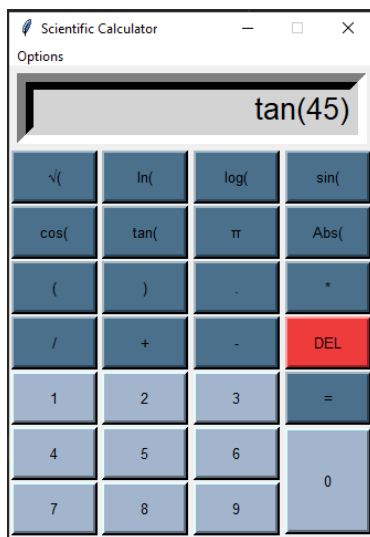 Scientific Calculator
Options
tan(45)
√( ln( log( sin(
cos( tan( π Abs(
( ) . *
/ + - DEL
1 2 3 =
4 5 6
0
7 8 9